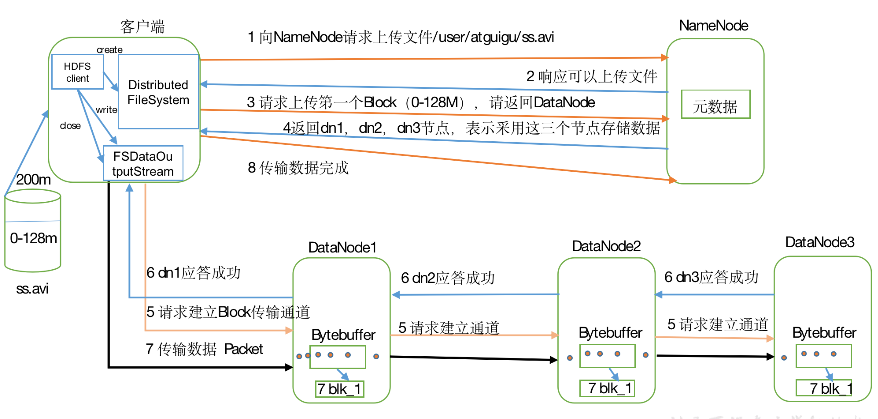 客户端
NameNode
1 向NameNode请求上传文件/user/atguigu/ss.avi
create
HDFS
client
Distributed
FileSystem
2 响应可以上传文件
3 请求上传第一个Block（0-128M），请返回DataNode
元数据
write
close
4返回dn1，dn2，dn3节点，表示采用这三个节点存储数据
FSDataOu
tputStream
8 传输数据完成
200m
0-128m
ss.avi
DataNode1
DataNode2
DataNode3
6 dn1应答成功
6 dn2应答成功
6 dn3应答成功
5 请求建立Block传输通道
5 请求建立通道
5 请求建立通道
Bytebuffer
Bytebuffer
Bytebuffer
7 传输数据 Packet
7 blk_1
7 blk_1
7 blk_1